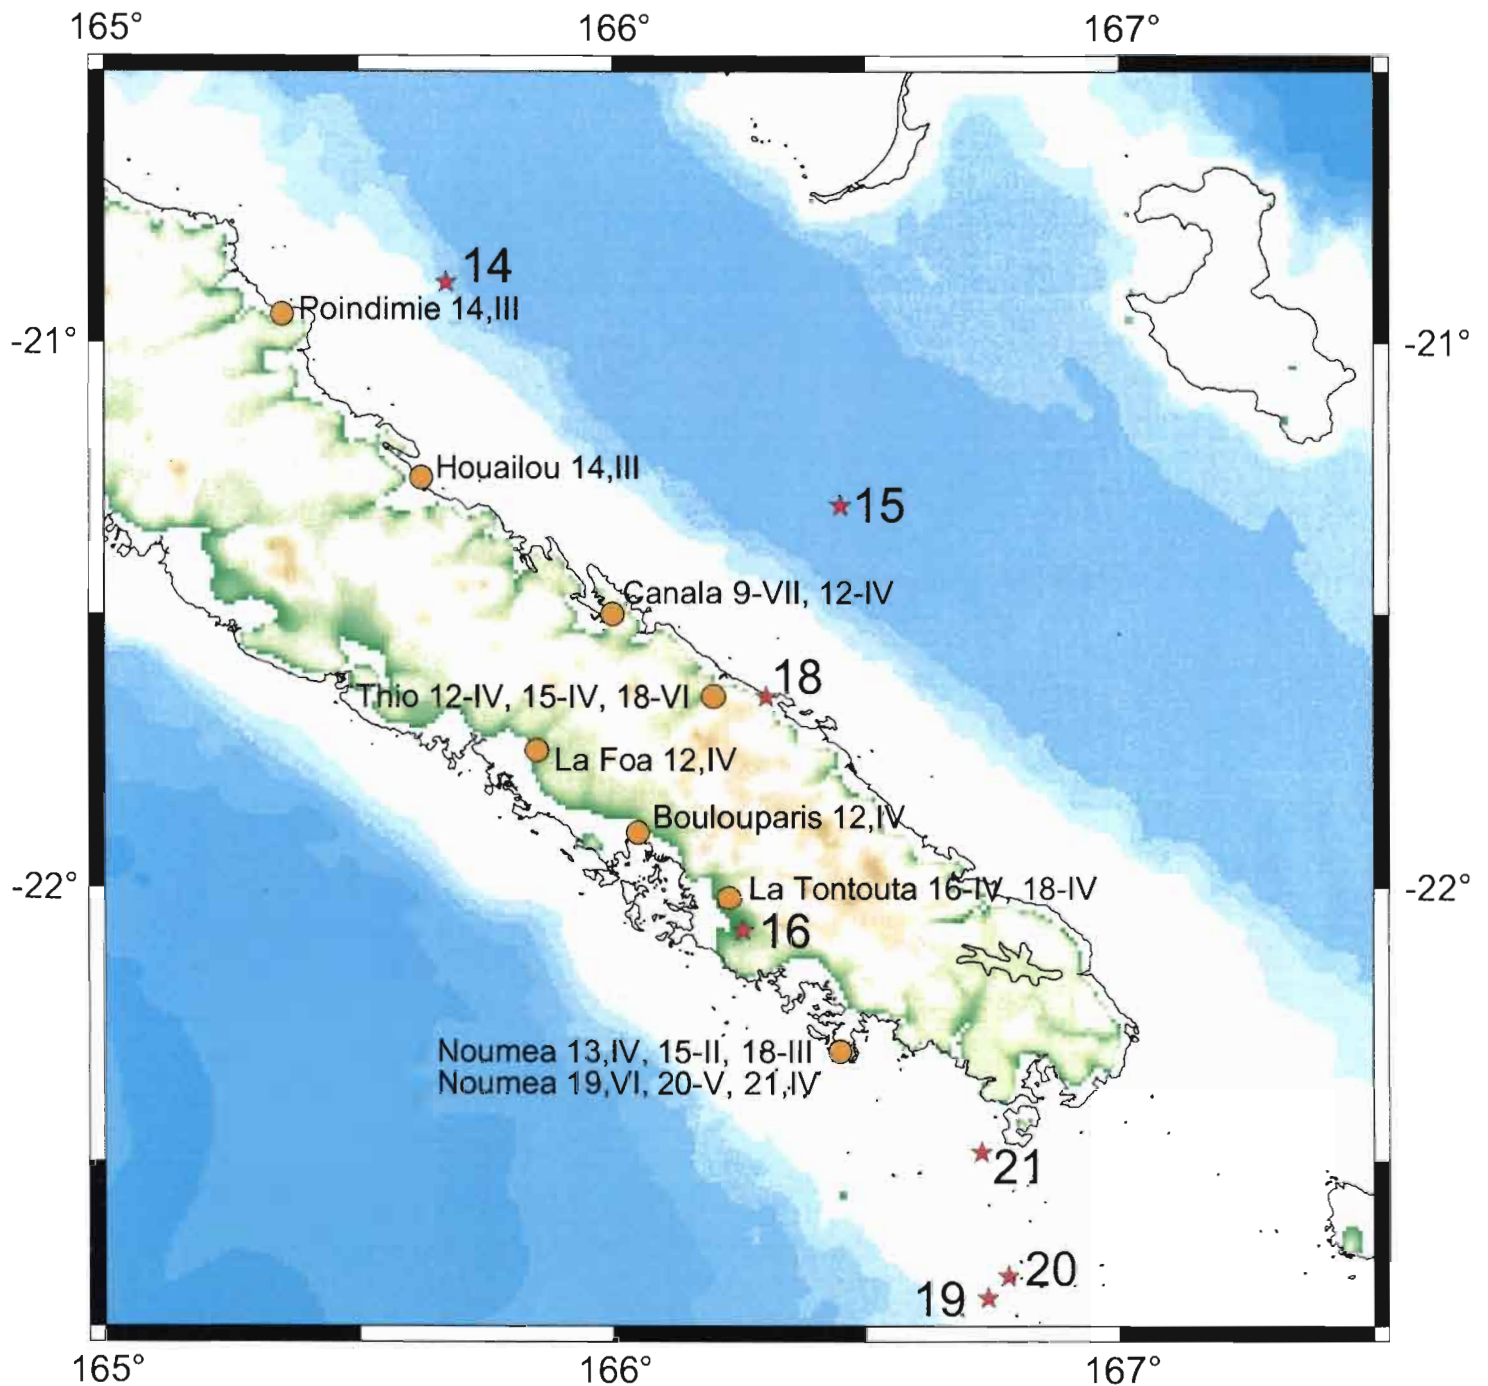 165° 166° 167°
14
Poindimie 14,III
-21° -21°
Houailou 14,III
15
Canala 9-VII, 12-IV
18
Thio 12-IV, 15-IV, 18-VI
La Foa 12,IV
Boulouparis 12,IV
-22° La Tontouta 16-IV, 18-IV -22°
16
Noumea 13,IV, 15-II, 18-III
Noumea 19,VI, 20-V, 21,IV
21
20
19
165° 166° 167°